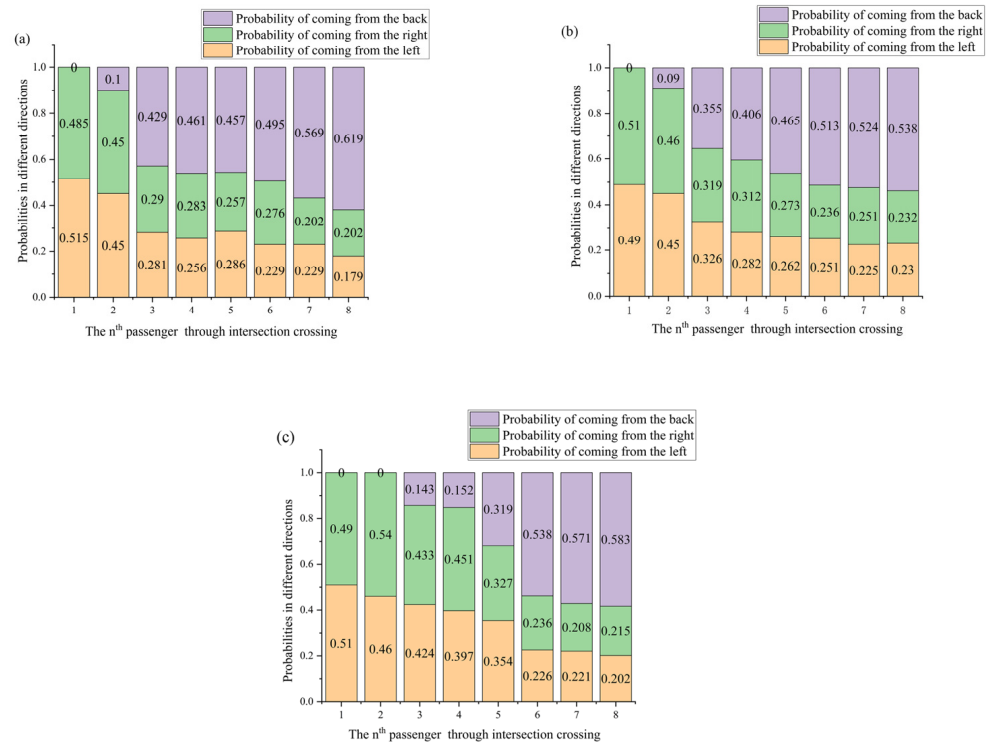 (a)
Probability of coming from the back
Probability of coming from the right
Probability of coming from the left
Probabilities in different directions
1.0
0.8
0.6
0.4
0.2
0.0
0 0.1 0.429 0.461 0.457 0.495 0.569 0.619
0.485 0.45 0.29 0.283 0.257 0.276 0.202 0.202
0.515 0.45 0.281 0.256 0.286 0.229 0.229 0.179
1 2 3 4 5 6 7 8
The nth passenger through intersection crossing
(b)
Probability of coming from the back
Probability of coming from the right
Probability of coming from the left
Probabilities in different directions
1.0
0.8
0.6
0.4
0.2
0.0
0 0.09 0.355 0.406 0.465 0.513 0.524 0.538
0.51 0.46 0.319 0.312 0.273 0.236 0.251 0.232
0.49 0.45 0.326 0.282 0.262 0.251 0.225 0.23
1 2 3 4 5 6 7 8
The nth passenger through intersection crossing
(c)
Probability of coming from the back
Probability of coming from the right
Probability of coming from the left
Probabilities in different directions
1.0
0.8
0.6
0.4
0.2
0.0
0 0 0.143 0.152 0.319 0.538 0.571 0.583
0.49 0.54 0.433 0.451 0.327 0.236 0.208 0.215
0.51 0.46 0.424 0.397 0.354 0.226 0.221 0.202
1 2 3 4 5 6 7 8
The nth passenger through intersection crossing